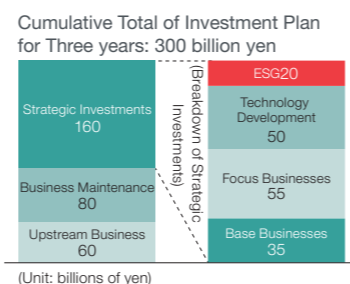 Cumulative Total of Investment Plan
for Three years: 300 billion yen
Strategic Investments
160
Business Maintenance
80
Upstream Business
60
(Breakdown of Strategic
Investments)
ESG20
Technology
Development
50
Focus Businesses
55
Base Businesses
35
(Unit: billions of yen)